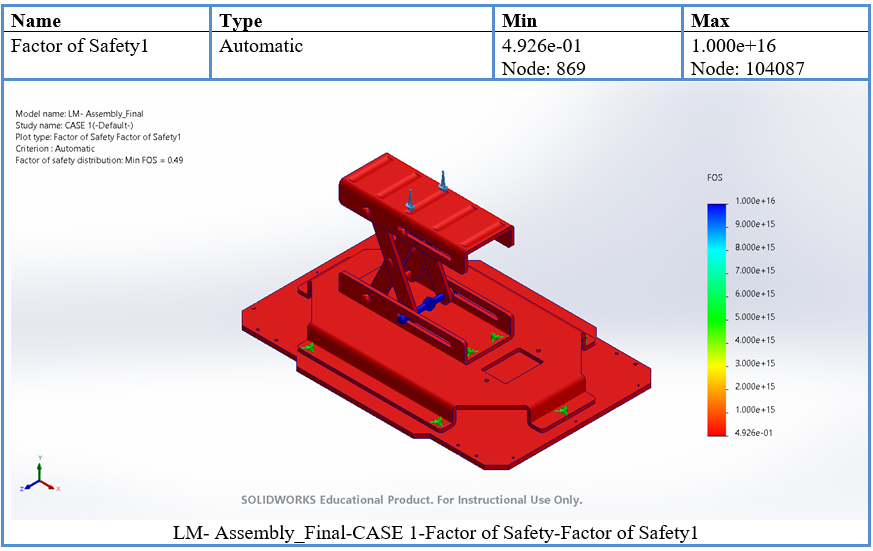 Name Type Min Max
Factor of Safety1 Automatic 4.926e-01 1.000e+16
Node: 869 Node: 104087
Model name: LM- Assembly_Final
Study name: CASE 1(-Default-)
Plot type: Factor of Safety Factor of Safety1
Criterion : Automatic
Factor of safety distribution: Min FOS = 0.49
FOS
1.000e+16
9.000e+15
8.000e+15
7.000e+15
6.000e+15
5.000e+15
4.000e+15
3.000e+15
2.000e+15
1.000e+15
4.926e-01
Y
Z X
SOLIDWORKS Educational Product. For Instructional Use Only.
LM- Assembly_Final-CASE 1-Factor of Safety-Factor of Safety1